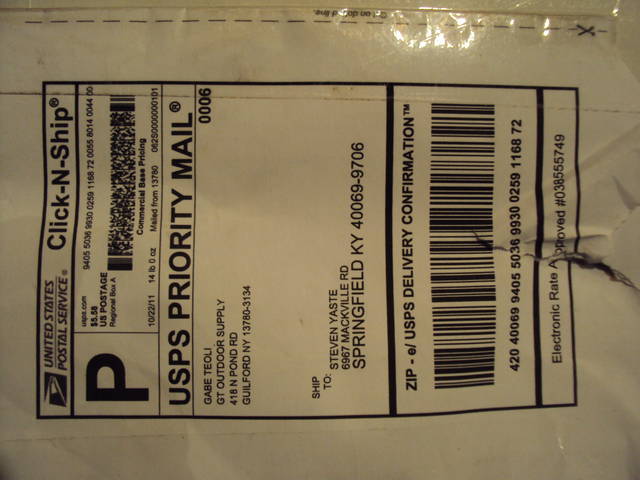 Cut on dotted line.
UNITED STATES
POSTAL SERVICE®
Click-N-Ship®
usps.com
$5.58
US POSTAGE
Regional Box A
9405 5036 9930 0259 1168 72 0055 8014 0044 00
10/22/11
14 lb 0 oz
Mailed from 13780
062S0000000101
Commercial Base Pricing
P
USPS PRIORITY MAIL®
GABE TEOLI
GT OUTDOOR SUPPLY
418 N POND RD
GUILFORD NY 13780-3134
0006
SHIP
TO:
STEVEN YASTE
6967 MACKVILLE RD
SPRINGFIELD KY 40069-9706
ZIP - e/ USPS DELIVERY CONFIRMATION™
420 40069 9405 5036 9930 0259 1168 72
Electronic Rate Approved #038555749